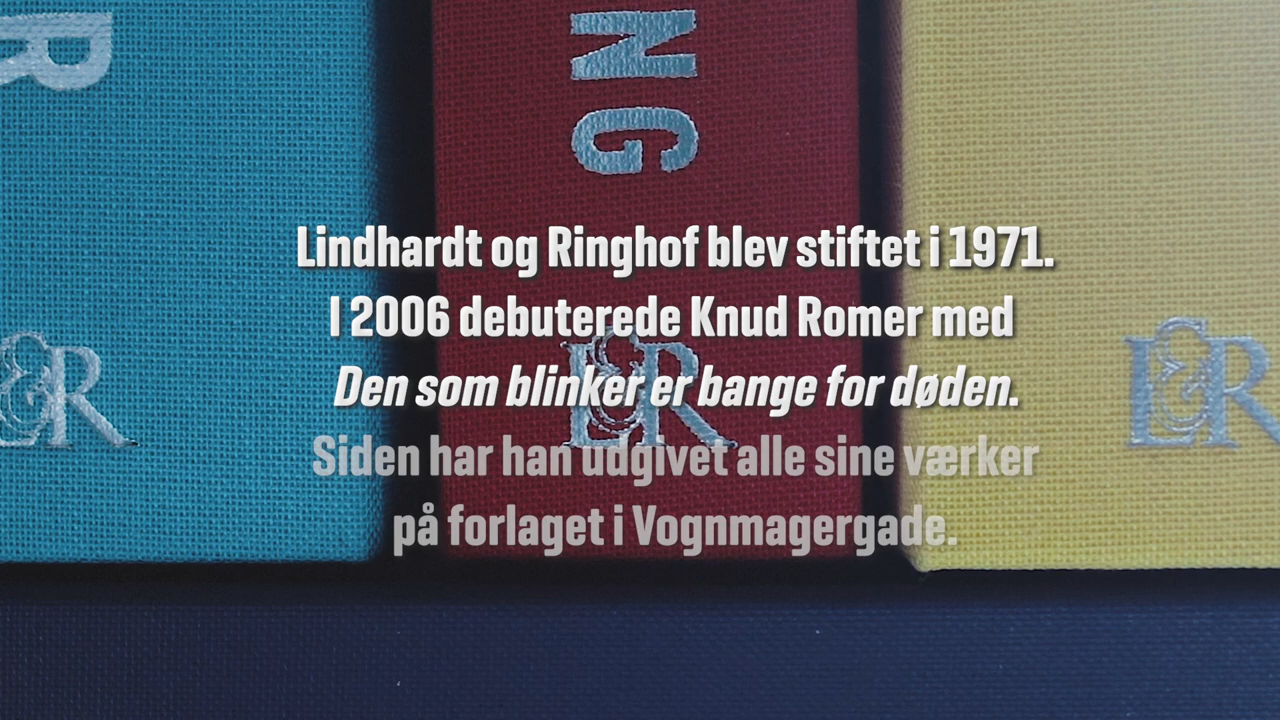 R
NG
Lindhardt og Ringhof blev stiftet i 1971.
I 2006 debuterede Knud Romer med
Den som blinker er bange for døden.
Siden har han udgivet alle sine værker
på forlaget i Vognmagergade.
L&R
L&R
L&R